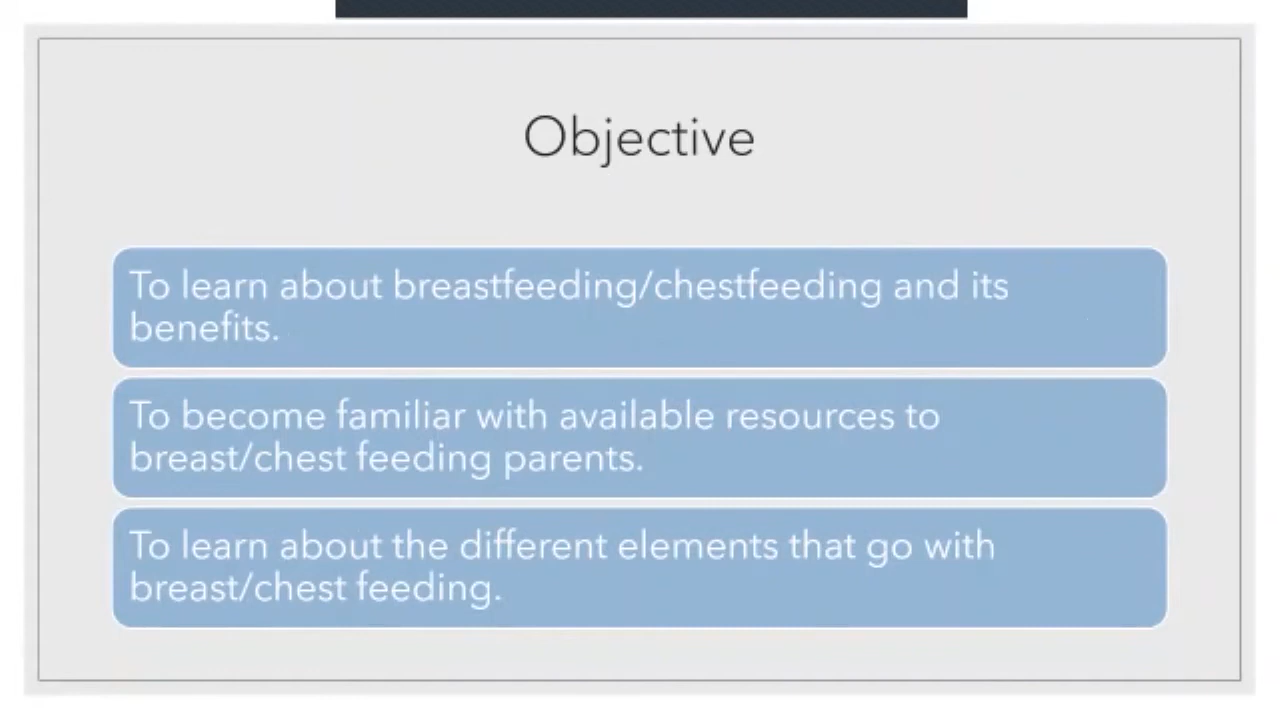 Objective
To learn about breastfeeding/chestfeeding and its
benefits.
To become familiar with available resources to
breast/chest feeding parents.
To learn about the different elements that go with
breast/chest feeding.